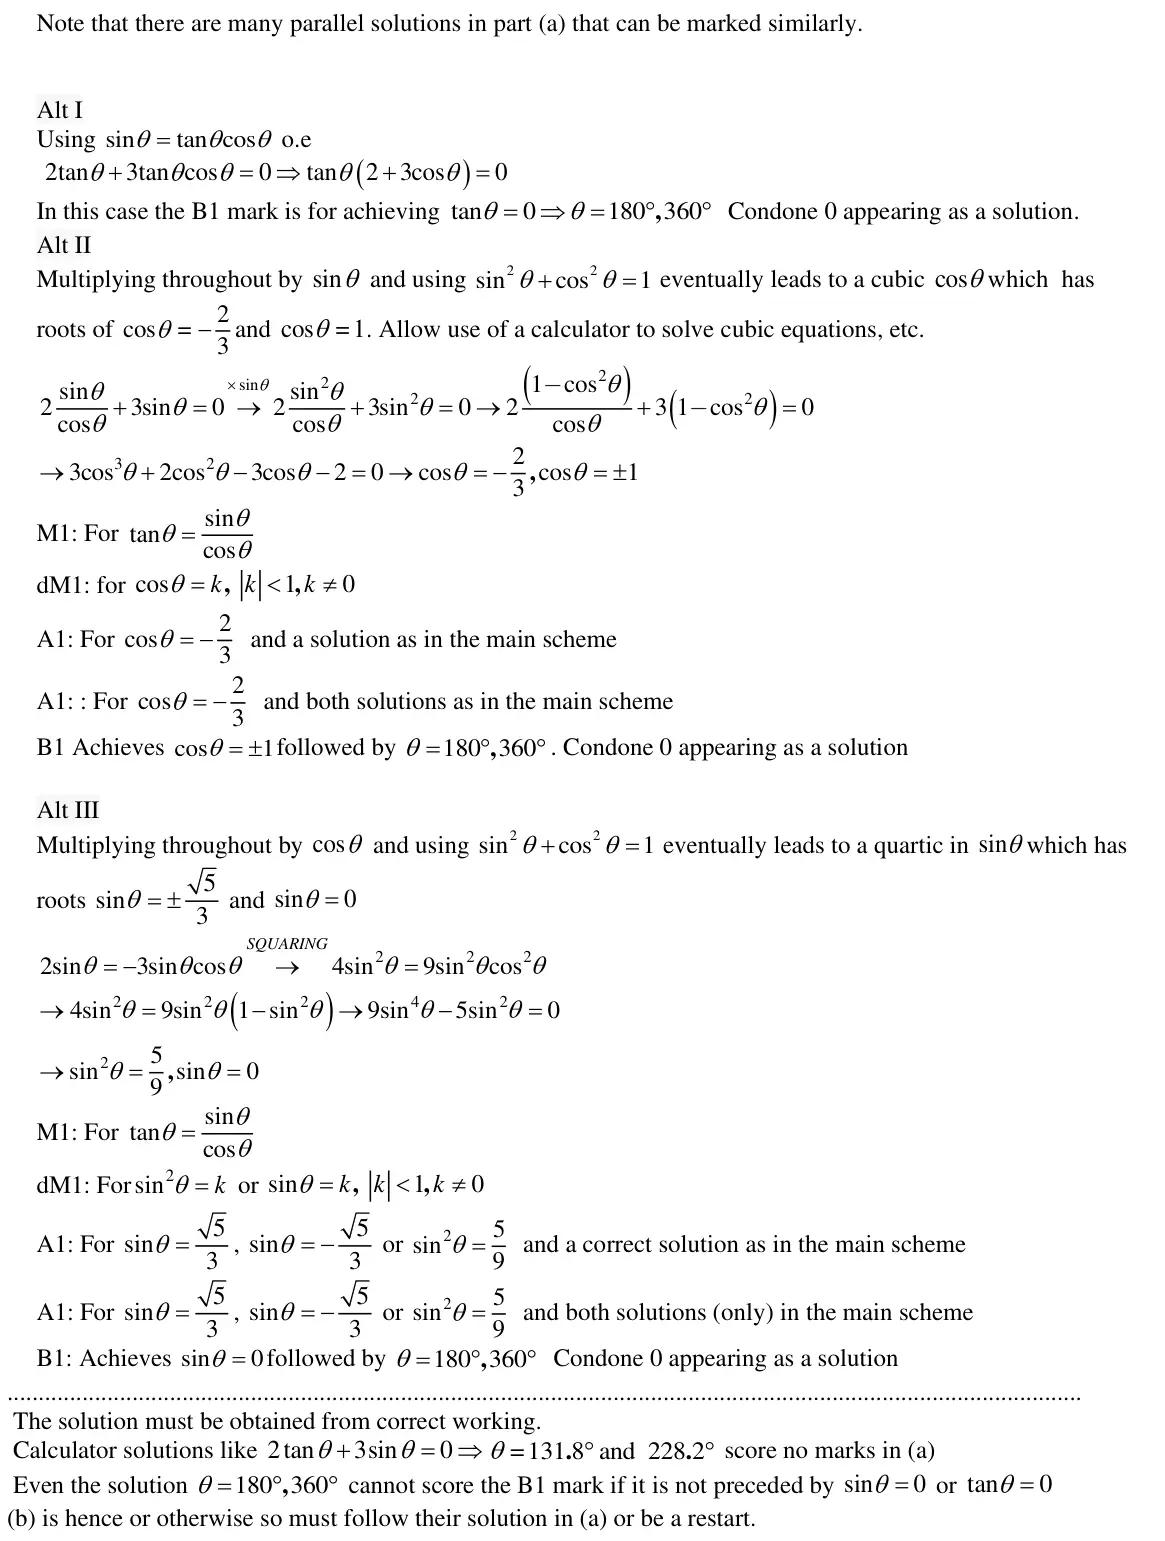 Note that there are many parallel solutions in part (a) that can be marked similarly.
Alt I
Using sinθ = tanθcosθ o.e
2tanθ + 3tanθcosθ = 0 ⇒ tanθ(2 + 3cosθ) = 0
In this case the B1 mark is for achieving tanθ = 0 ⇒ θ = 180°, 360° Condone 0 appearing as a solution.
Alt II
Multiplying throughout by sin θ and using sin² θ + cos² θ = 1 eventually leads to a cubic cosθ which has
roots of cosθ = −2/3 and cosθ = 1. Allow use of a calculator to solve cubic equations, etc.
2 sinθ/cosθ + 3sinθ = 0 →(× sinθ) 2 sin²θ/cosθ + 3sin²θ = 0 → 2 (1 − cos²θ)/cosθ + 3(1 − cos²θ) = 0
→ 3cos³θ + 2cos²θ − 3cosθ − 2 = 0 → cosθ = −2/3, cosθ = ±1
M1: For tanθ = sinθ/cosθ
dM1: for cosθ = k, |k| < 1, k ≠ 0
A1: For cosθ = −2/3 and a solution as in the main scheme
A1: : For cosθ = −2/3 and both solutions as in the main scheme
B1 Achieves cosθ = ±1 followed by θ = 180°, 360°. Condone 0 appearing as a solution
Alt III
Multiplying throughout by cosθ and using sin² θ + cos² θ = 1 eventually leads to a quartic in sinθ which has
roots sinθ = ±√5/3 and sinθ = 0
2sinθ = −3sinθcosθ →(SQUARING) 4sin²θ = 9sin²θcos²θ
→ 4sin²θ = 9sin²θ(1 − sin²θ) → 9sin⁴θ − 5sin²θ = 0
→ sin²θ = 5/9, sinθ = 0
M1: For tanθ = sinθ/cosθ
dM1: For sin²θ = k or sinθ = k, |k| < 1, k ≠ 0
A1: For sinθ = √5/3, sinθ = −√5/3 or sin²θ = 5/9 and a correct solution as in the main scheme
A1: For sinθ = √5/3, sinθ = −√5/3 or sin²θ = 5/9 and both solutions (only) in the main scheme
B1: Achieves sinθ = 0 followed by θ = 180°, 360° Condone 0 appearing as a solution
The solution must be obtained from correct working.
Calculator solutions like 2 tan θ + 3 sin θ = 0 ⇒ θ = 131.8° and 228.2° score no marks in (a)
Even the solution θ = 180°, 360° cannot score the B1 mark if it is not preceded by sinθ = 0 or tanθ = 0
(b) is hence or otherwise so must follow their solution in (a) or be a restart.